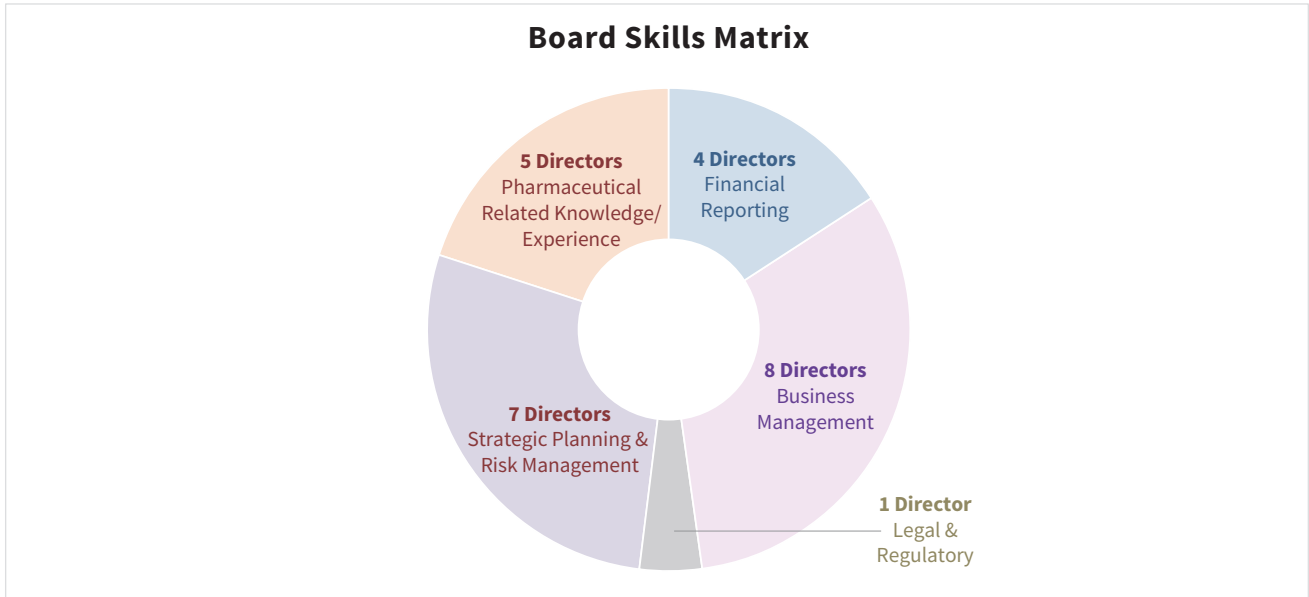 Board Skills Matrix
5 Directors
Pharmaceutical
Related Knowledge/
Experience
4 Directors
Financial
Reporting
8 Directors
Business
Management
7 Directors
Strategic Planning &
Risk Management
1 Director
Legal &
Regulatory